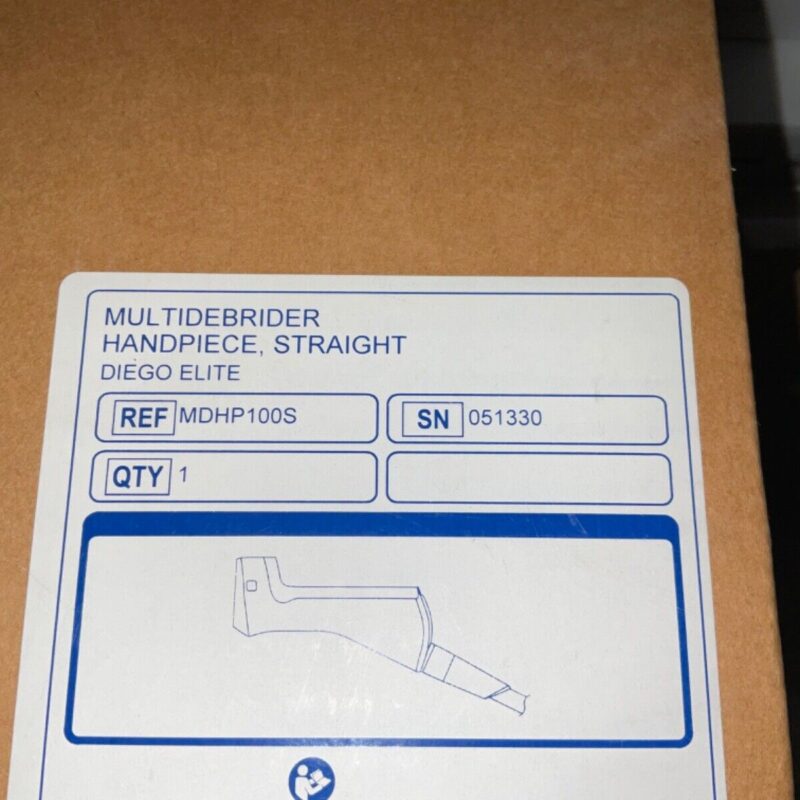 MULTIDEBRIDER
HANDPIECE, STRAIGHT
DIEGO ELITE
REF MDHP100S
SN 051330
QTY 1